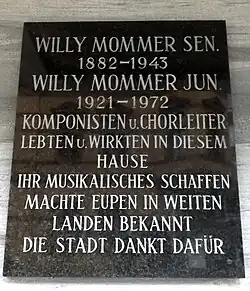 WILLY MOMMER SEN.
1882-1943
WILLY MOMMER JUN.
1921-1972
KOMPONISTEN u. CHORLEITER
LEBTEN u. WIRKTEN IN DIESEM
HAUSE
IHR MUSIKALISCHES SCHAFFEN
MACHTE EUPEN IN WEITEN
LANDEN BEKANNT
DIE STADT DANKT DAFÜR